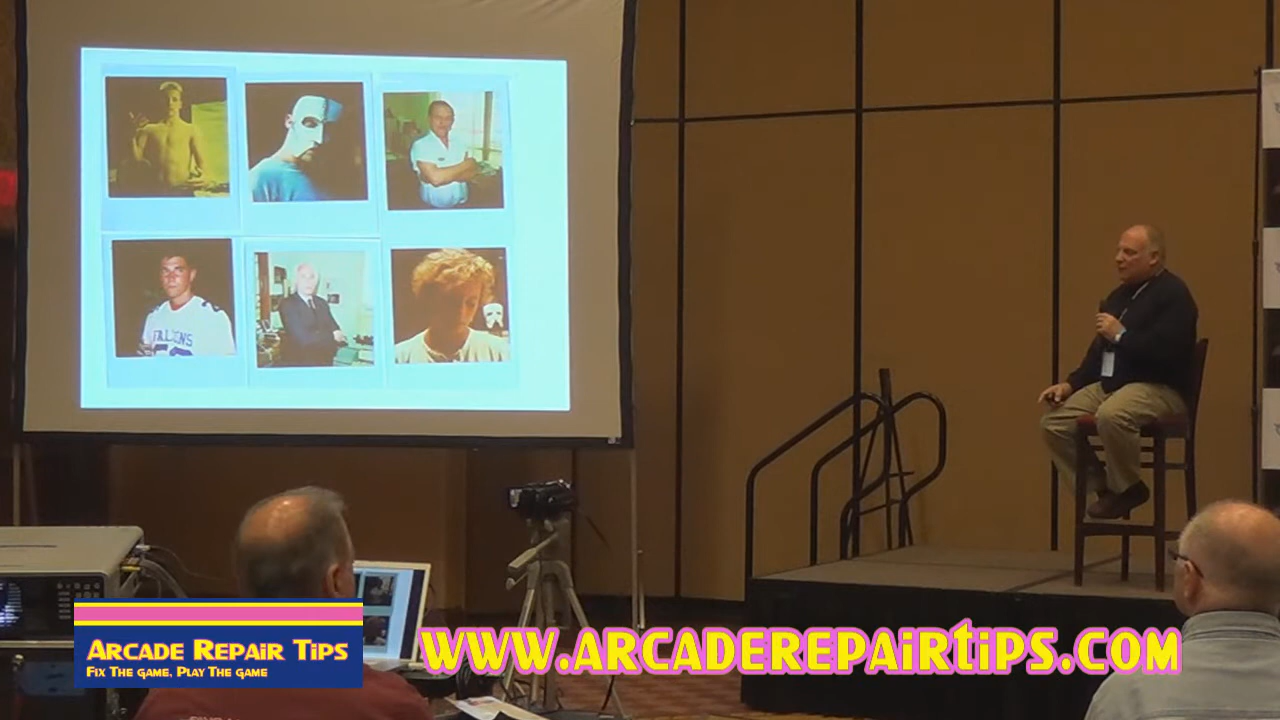 FALCONS
ARCADE REPAIR TIPS
FIX THE GAME, PLAY THE GAME
WWW.ARCADEREPAIRTIPS.COM